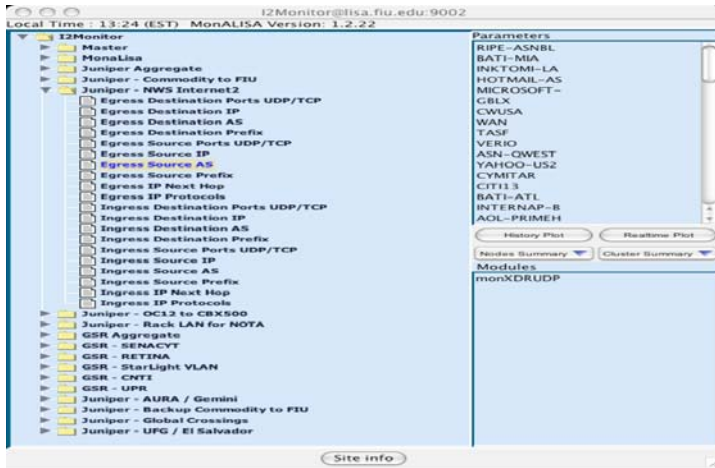 I2Monitor@lisa.fiu.edu:9002
Local Time : 13:24 (EST) MonALISA Version: 1.2.22
I2Monitor
Master
MonaLisa
Juniper Aggregate
Juniper - Commodity to FIU
Juniper - NWS Internet2
Egress Destination Ports UDP/TCP
Egress Destination IP
Egress Destination AS
Egress Destination Prefix
Egress Source Ports UDP/TCP
Egress Source IP
Egress Source AS
Egress Source Prefix
Egress IP Next Hop
Egress IP Protocols
Ingress Destination Ports UDP/TCP
Ingress Destination IP
Ingress Destination AS
Ingress Destination Prefix
Ingress Source Ports UDP/TCP
Ingress Source IP
Ingress Source AS
Ingress Source Prefix
Ingress IP Next Hop
Ingress IP Protocols
Juniper - OC12 to CBX500
Juniper - Rack LAN for NOTA
GSR Aggregate
GSR - SENACYT
GSR - RETINA
GSR - StarLight VLAN
GSR - CNTI
GSR - UPR
Juniper - AURA / Gemini
Juniper - Backup Commodity to FIU
Juniper - Global Crossings
Juniper - UFG / El Salvador
Parameters
RIPE-ASNBL
BATI-MIA
INKTOMI-LA
HOTMAIL-AS
MICROSOFT-
GBLX
CWUSA
WAN
TASF
VERIO
ASN-QWEST
YAHOO-US2
CYMITAR
CITI13
BATI-ATL
INTERNAP-B
AOL-PRIMEH
History Plot
Realtime Plot
Nodes Summary
Cluster Summary
Modules
monXDRUDP
Site info